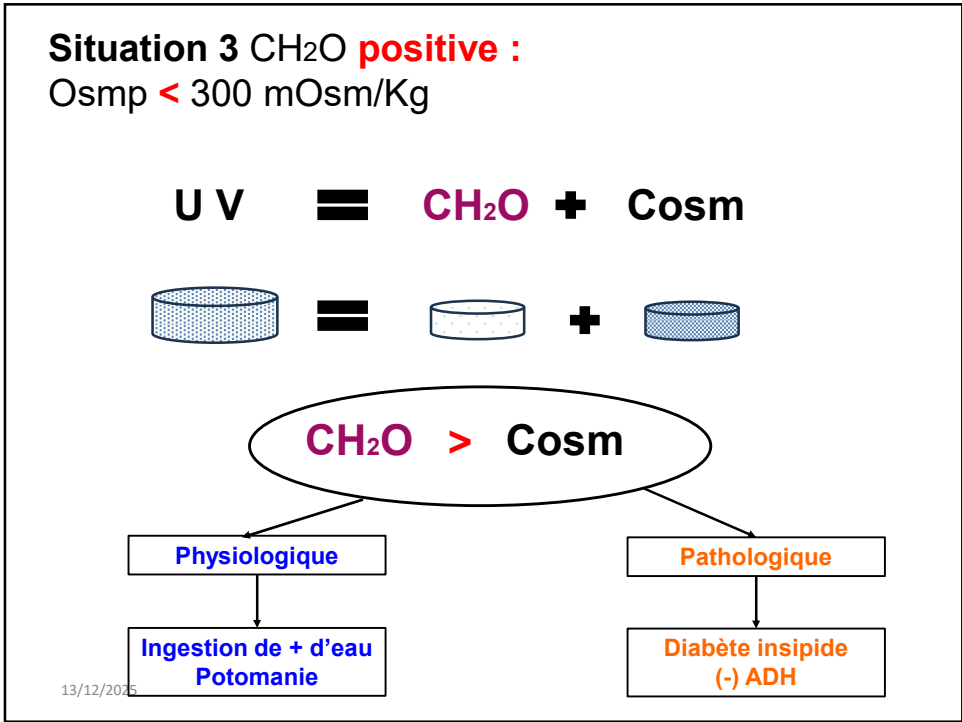 Situation 3 CH2O positive :
Osmp < 300 mOsm/Kg
U V = CH2O + Cosm
= +
CH2O > Cosm
Physiologique
Pathologique
Ingestion de + d’eau
Potomanie
Diabète insipide
(-) ADH
13/12/2025